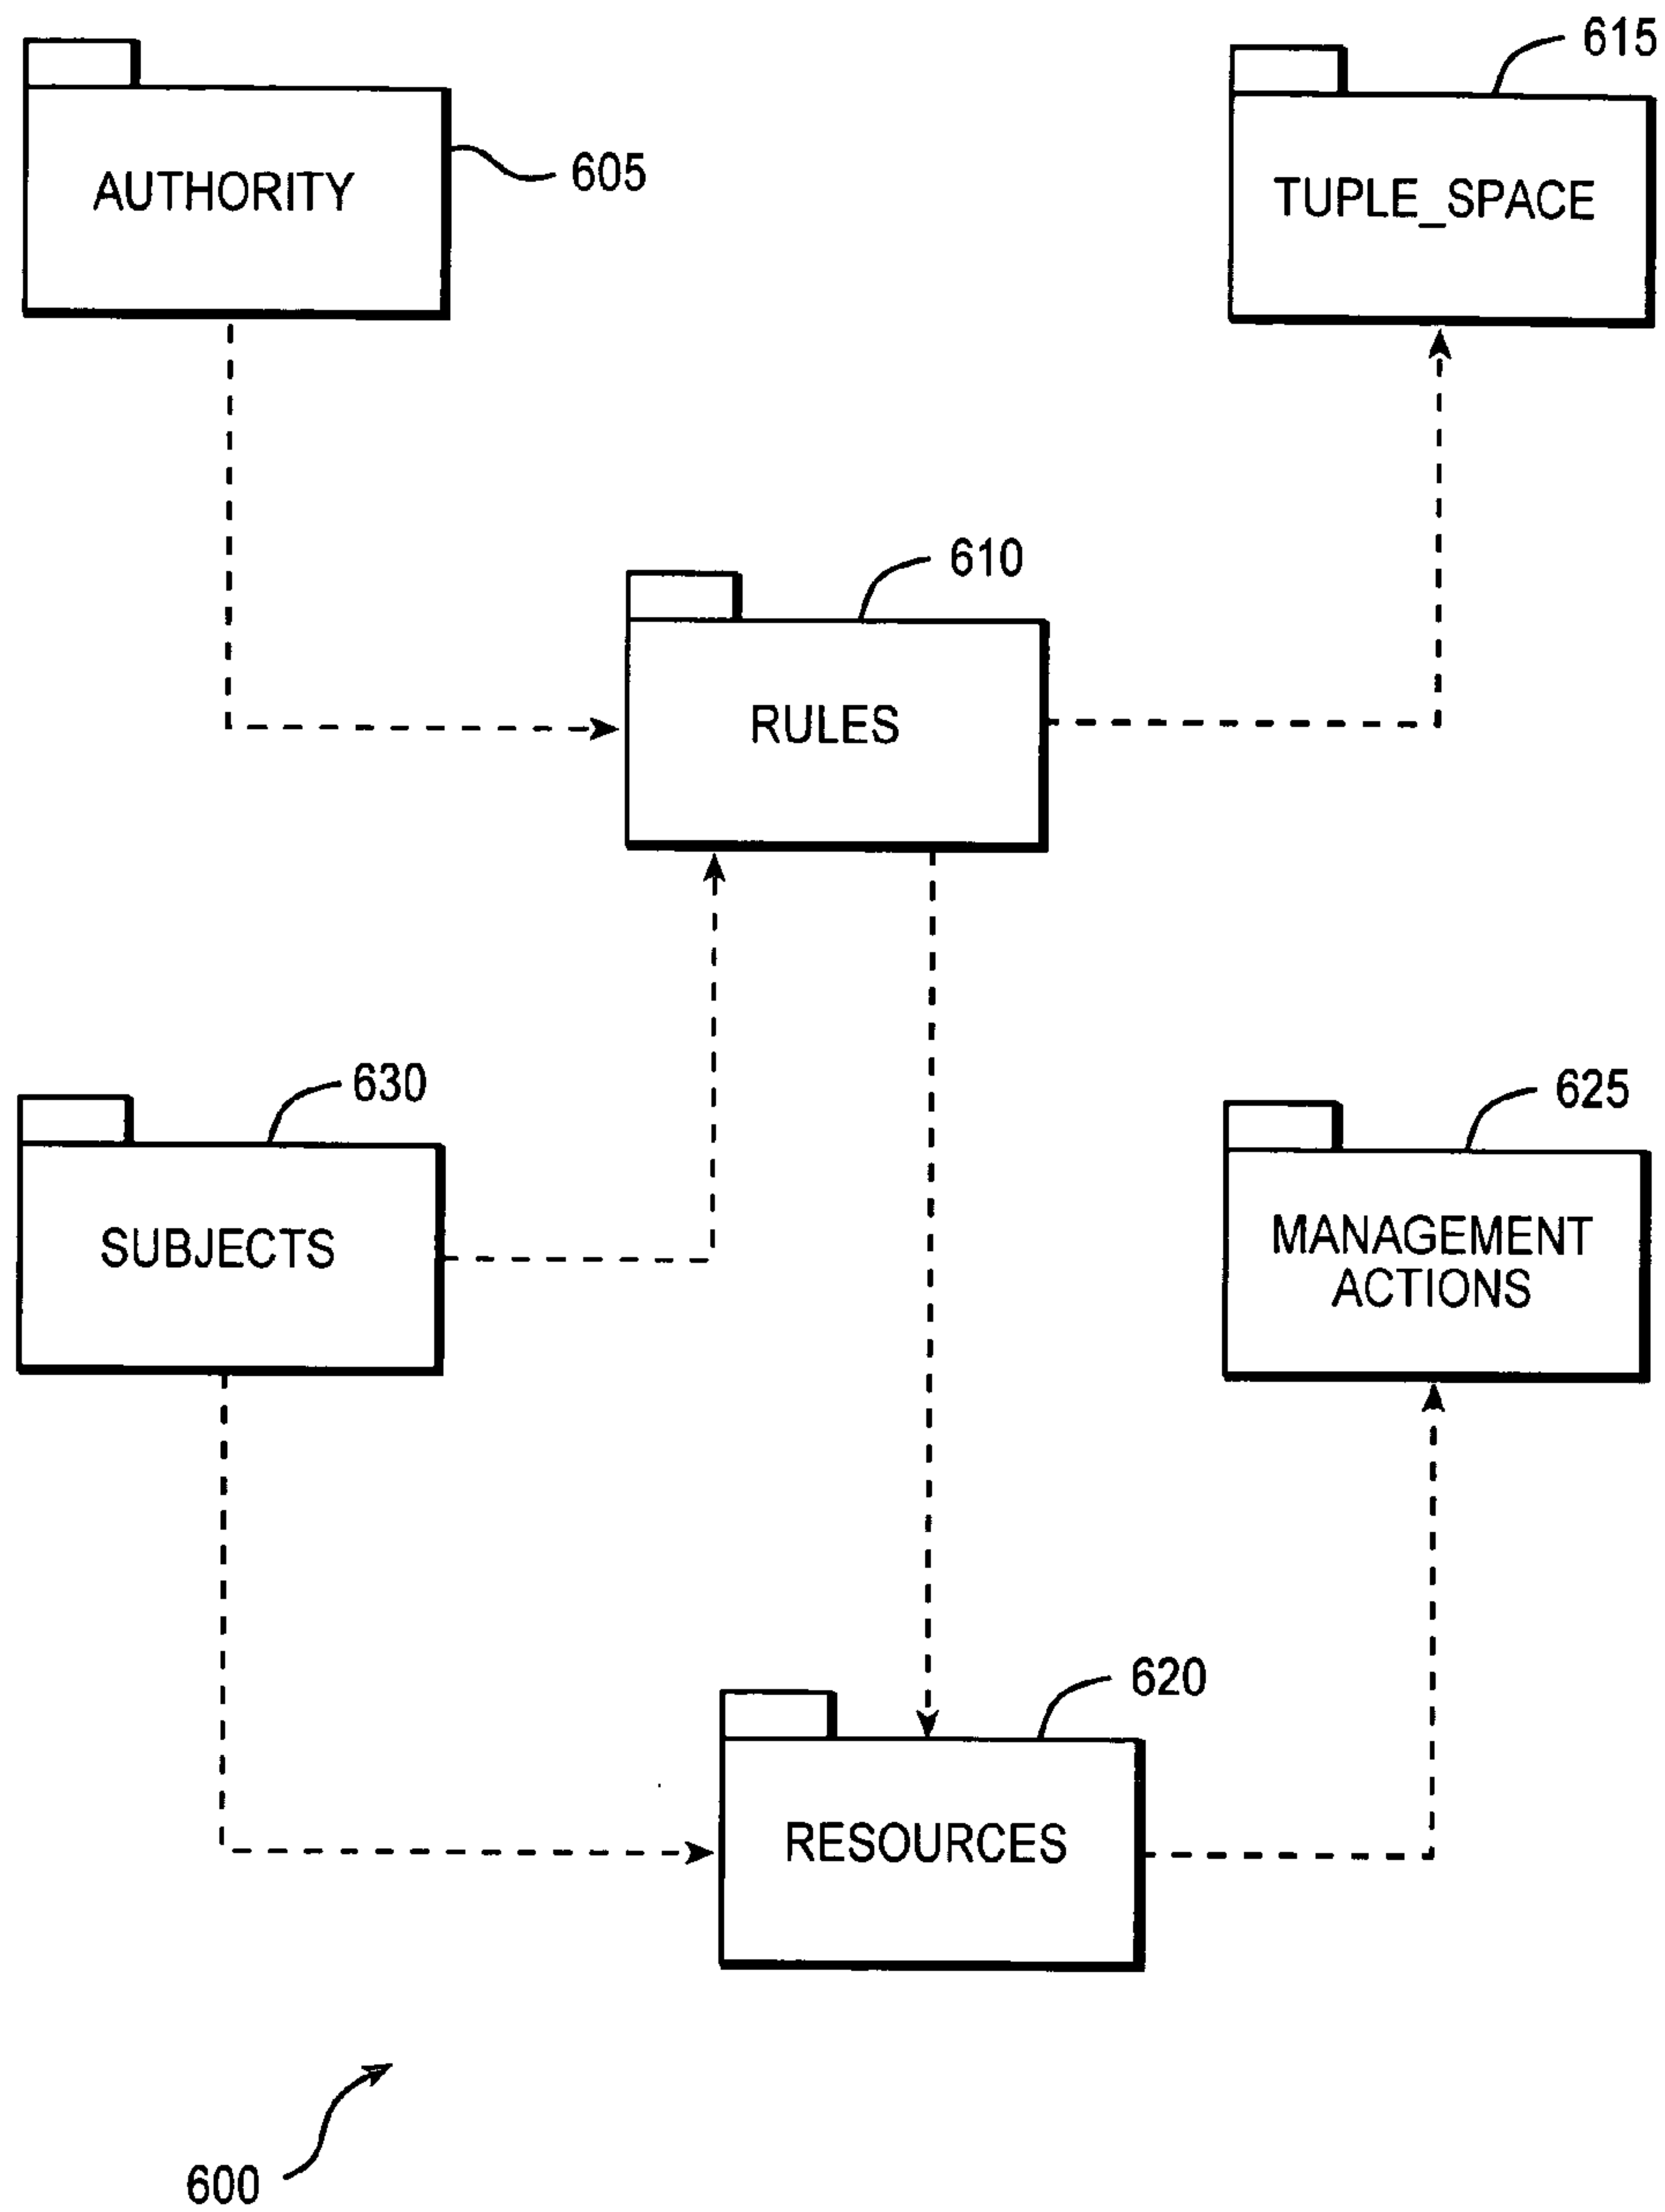 615
605
AUTHORITY
TUPLE_SPACE
610
RULES
630
625
SUBJECTS
MANAGEMENT
ACTIONS
620
RESOURCES
600